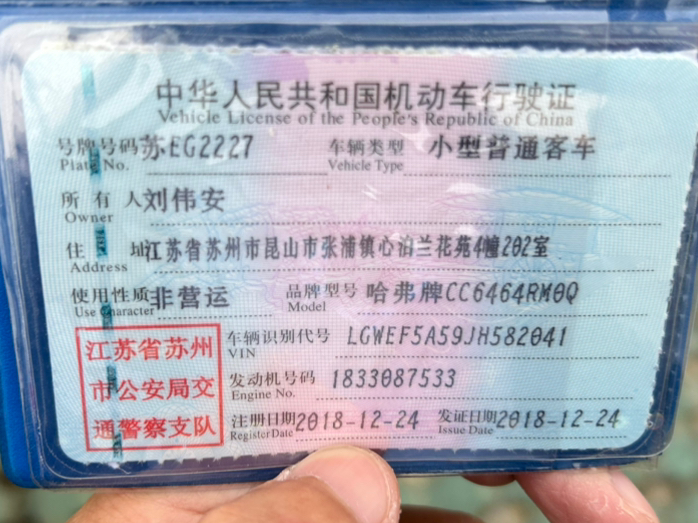 中华人民共和国机动车行驶证
Vehicle License of the People's Republic of China
号牌号码 苏EG2227 车辆类型 小型普通客车
Plate No. Vehicle Type
所有人 刘伟安
Owner
住址 江苏省苏州市昆山市张浦镇心泊兰花苑4幢202室
Address
使用性质 非营运 品牌型号 哈弗牌CC6464RM0Q
Use Character Model
江苏省苏州
市公安局交
通警察支队
车辆识别代号 LGWEF5A59JH582041
VIN
发动机号码 1833087533
Engine No.
注册日期 2018-12-24 发证日期 2018-12-24
Register Date Issue Date